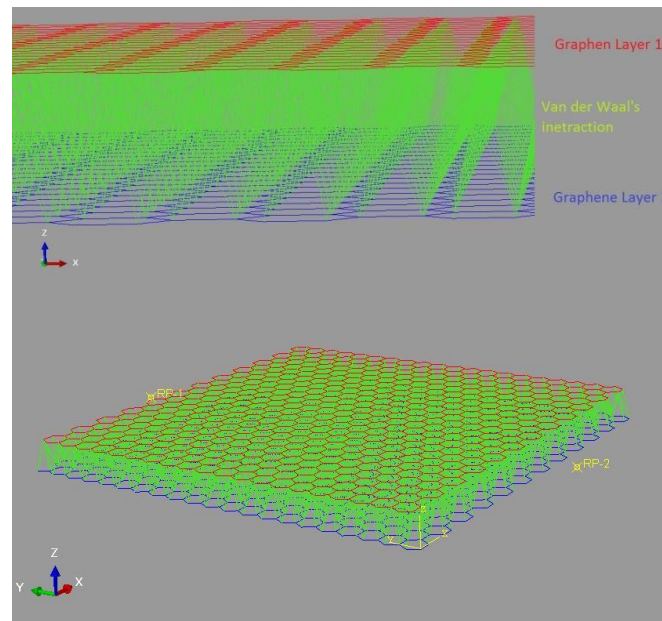 Graphen Layer 1
Van der Waal's
inetraction
Graphene Layer
z
x
RP-1
RP-2
Z
Y
X